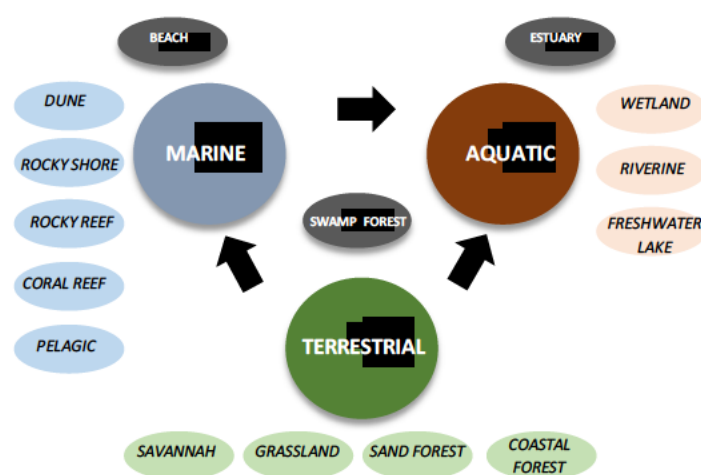 BEACH
ESTUARY
DUNE
ROCKY SHORE
ROCKY REEF
CORAL REEF
PELAGIC
MARINE
AQUATIC
WETLAND
RIVERINE
FRESHWATER
LAKE
SWAMP FOREST
TERRESTRIAL
SAVANNAH
GRASSLAND
SAND FOREST
COASTAL
FOREST